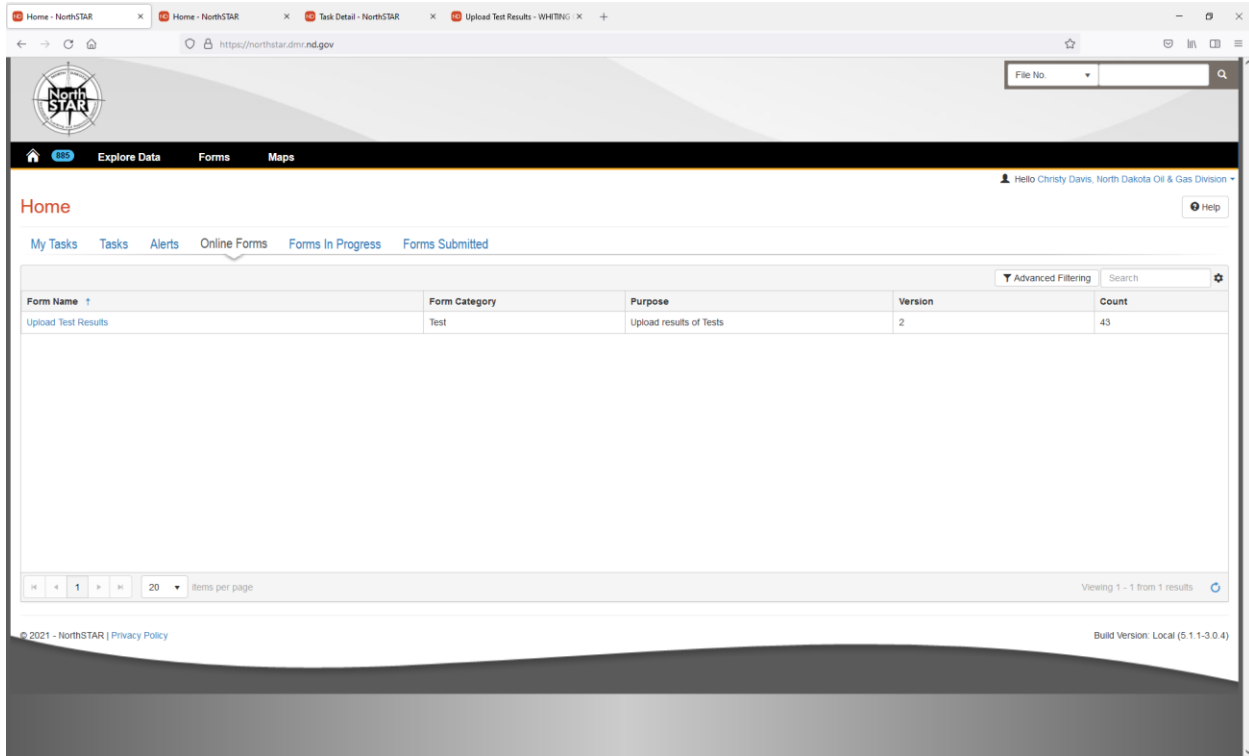 Home - NorthSTAR
Home - NorthSTAR
Task Detail - NorthSTAR
Upload Test Results - WHITING
https://northstar.dmr.nd.gov
North
STAR
File No.
885 Explore Data Forms Maps
Hello Christy Davis, North Dakota Oil & Gas Division
Home
Help
My Tasks Tasks Alerts Online Forms Forms In Progress Forms Submitted
Advanced Filtering Search
Form Name ↑ Form Category Purpose Version Count
Upload Test Results Test Upload results of Tests 2 43
1 20 items per page Viewing 1 - 1 from 1 results
© 2021 - NorthSTAR | Privacy Policy Build Version: Local (5.1.1-3.0.4)